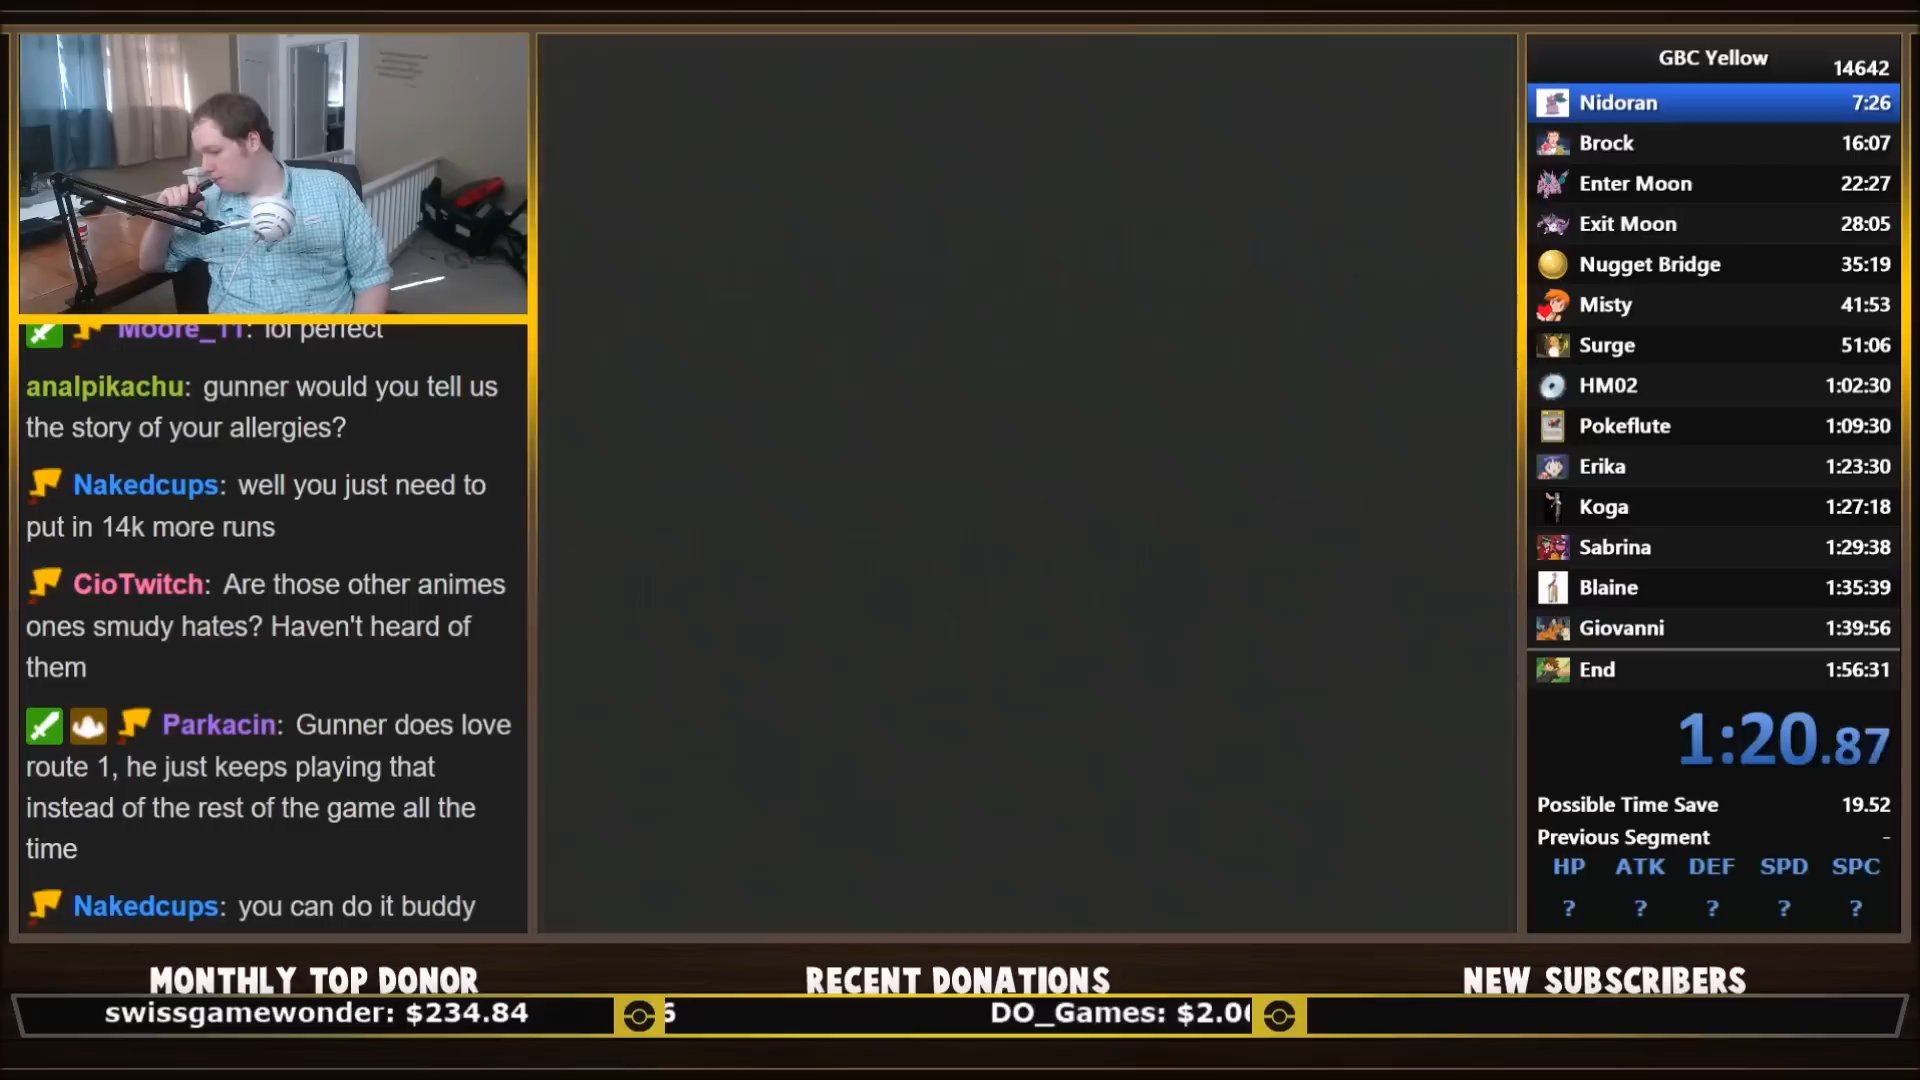 Moore_11: lol perfect
analpikachu: gunner would you tell us
the story of your allergies?
Nakedcups: well you just need to
put in 14k more runs
CioTwitch: Are those other animes
ones smudy hates? Haven't heard of
them
Parkacin: Gunner does love
route 1, he just keeps playing that
instead of the rest of the game all the
time
Nakedcups: you can do it buddy
GBC Yellow 14642
Nidoran 7:26
Brock 16:07
Enter Moon 22:27
Exit Moon 28:05
Nugget Bridge 35:19
Misty 41:53
Surge 51:06
HM02 1:02:30
Pokeflute 1:09:30
Erika 1:23:30
Koga 1:27:18
Sabrina 1:29:38
Blaine 1:35:39
Giovanni 1:39:56
End 1:56:31
1:20.87
Possible Time Save 19.52
Previous Segment -
HP ATK DEF SPD SPC
? ? ? ? ?
MONTHLY TOP DONOR
swissgamewonder: $234.84
RECENT DONATIONS
6 DO_Games: $2.0
NEW SUBSCRIBERS